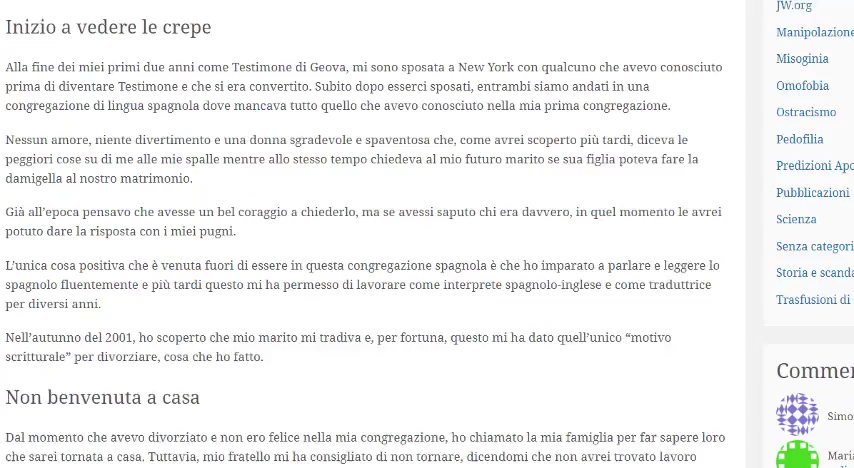 Inizio a vedere le crepe
Alla fine dei miei primi due anni come Testimone di Geova, mi sono sposata a New York con qualcuno che avevo conosciuto
prima di diventare Testimone e che si era convertito. Subito dopo esserci sposati, entrambi siamo andati in una
congregazione di lingua spagnola dove mancava tutto quello che avevo conosciuto nella mia prima congregazione.
Nessun amore, niente divertimento e una donna sgradevole e spaventosa che, come avrei scoperto più tardi, diceva le
peggiori cose su di me alle mie spalle mentre allo stesso tempo chiedeva al mio futuro marito se sua figlia poteva fare la
damigella al nostro matrimonio.
Già all’epoca pensavo che avesse un bel coraggio a chiederlo, ma se avessi saputo chi era davvero, in quel momento le avrei
potuto dare la risposta con i miei pugni.
L’unica cosa positiva che è venuta fuori di essere in questa congregazione spagnola è che ho imparato a parlare e leggere lo
spagnolo fluentemente e più tardi questo mi ha permesso di lavorare come interprete spagnolo-inglese e come traduttrice
per diversi anni.
Nell’autunno del 2001, ho scoperto che mio marito mi tradiva e, per fortuna, questo mi ha dato quell’unico “motivo
scritturale” per divorziare, cosa che ho fatto.
Non benvenuta a casa
Dal momento che avevo divorziato e non ero felice nella mia congregazione, ho chiamato la mia famiglia per far sapere loro
che sarei tornata a casa. Tuttavia, mio fratello mi ha consigliato di non tornare, dicendomi che non avrei trovato lavoro
JW.org
Manipolazione
Misoginia
Omofobia
Ostracismo
Pedofilia
Predizioni Apo
Pubblicazioni
Scienza
Senza categori
Storia e scanda
Trasfusioni di
Commen
Simo
Maria